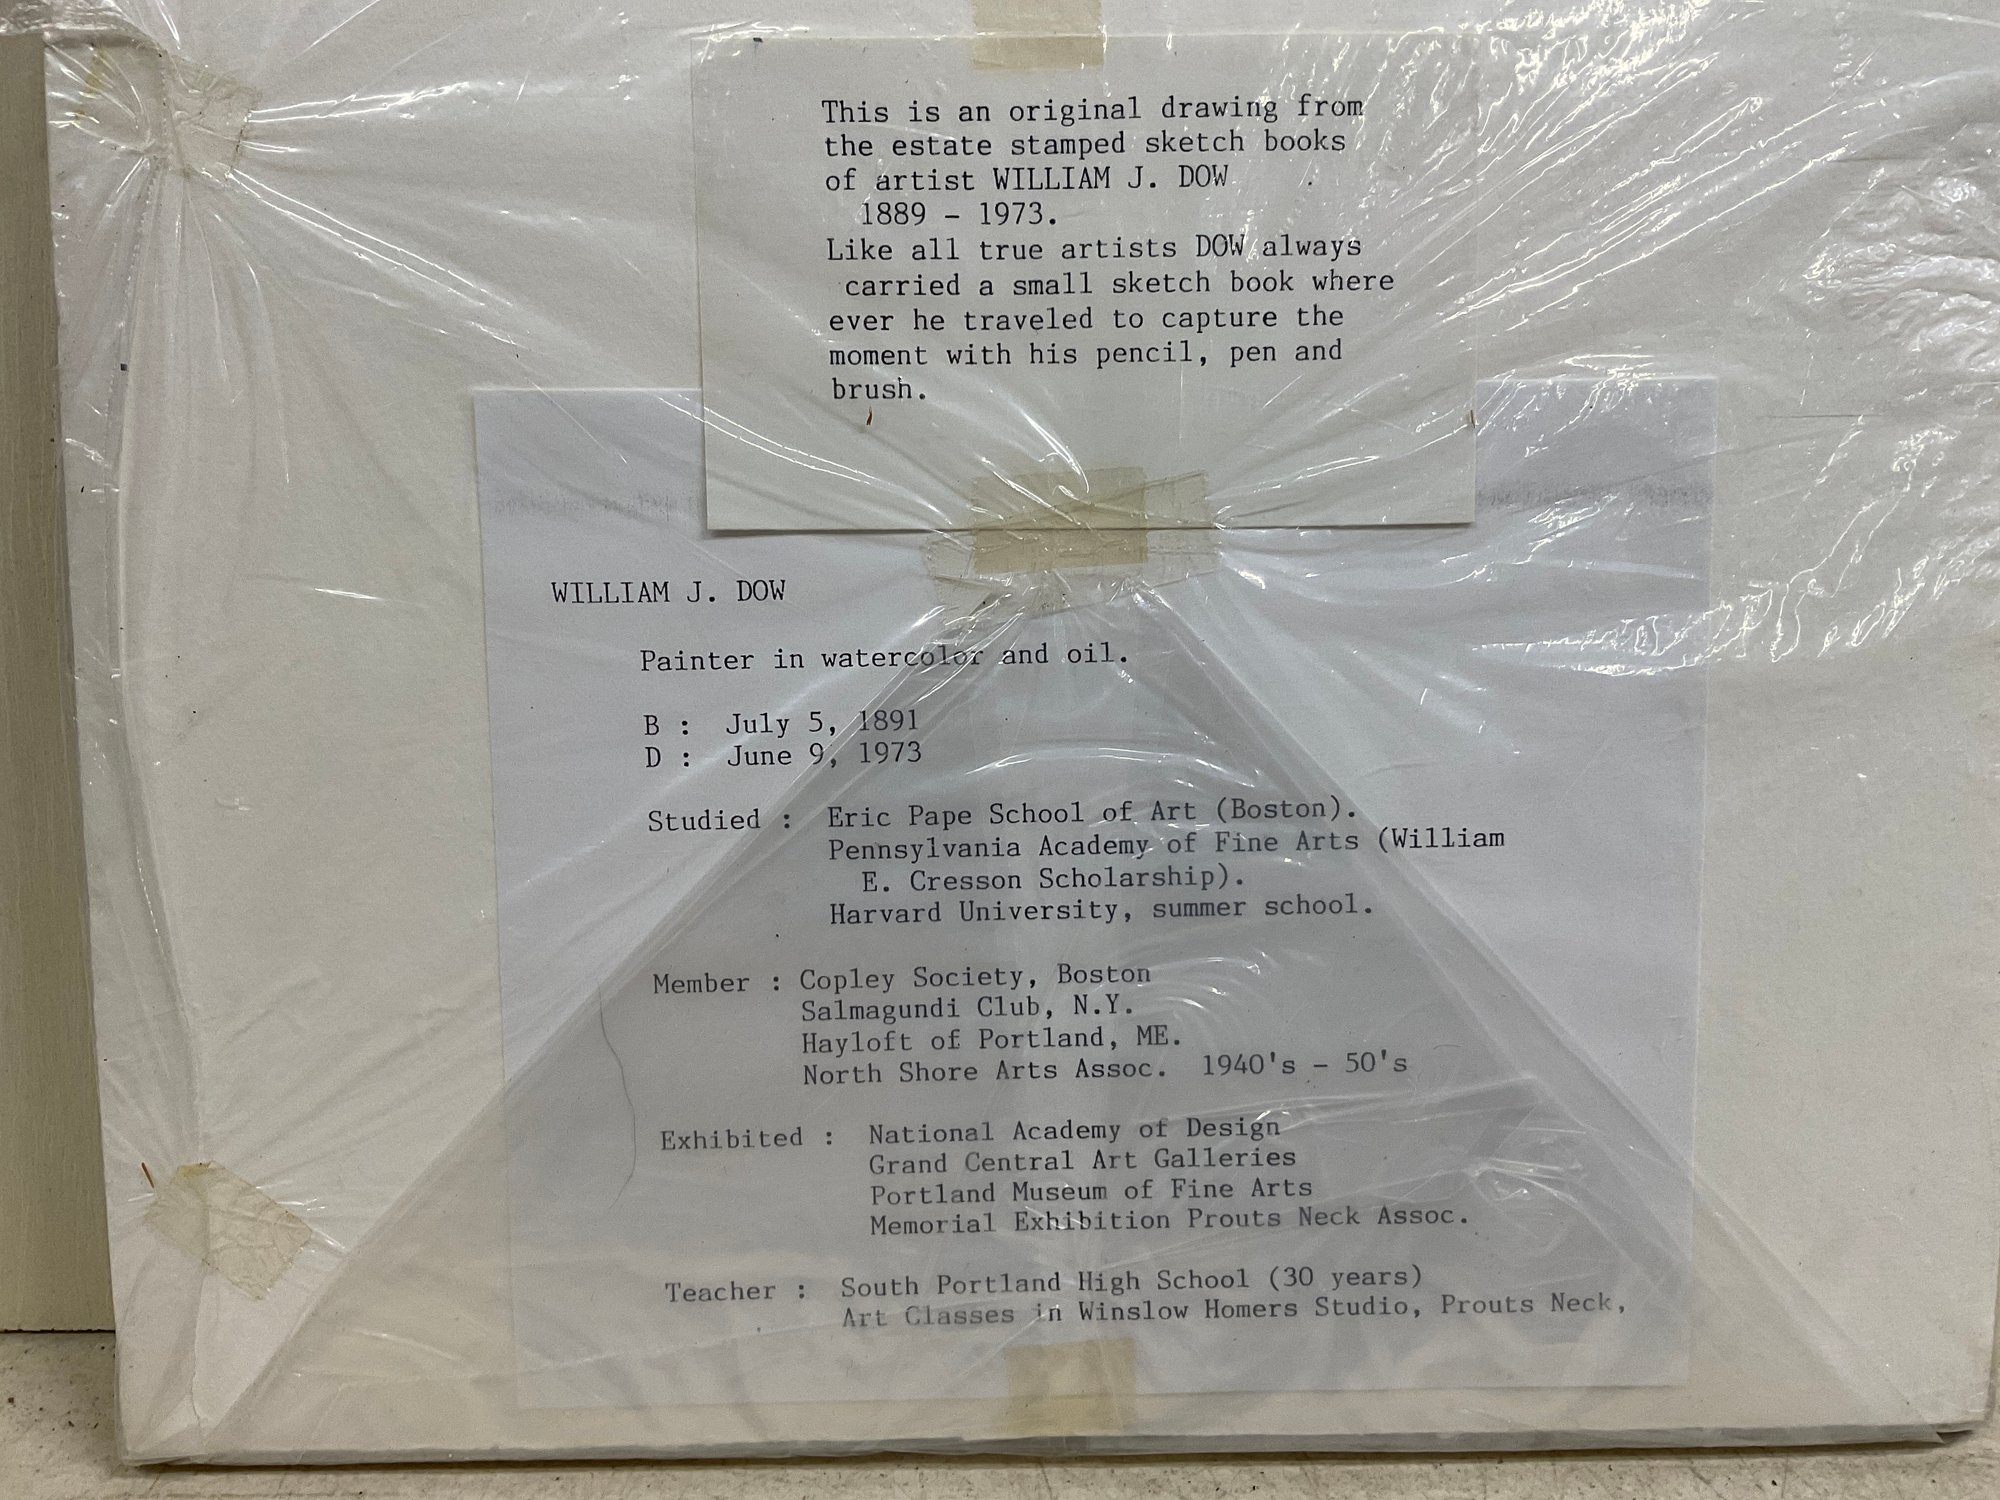 This is an original drawing from
the estate stamped sketch books
of artist WILLIAM J. DOW
1889 - 1973.
Like all true artists DOW always
carried a small sketch book where
ever he traveled to capture the
moment with his pencil, pen and
brush.
WILLIAM J. DOW
Painter in watercolor and oil.
B : July 5, 1891
D : June 9, 1973
Studied : Eric Pape School of Art (Boston).
Pennsylvania Academy of Fine Arts (William
E. Cresson Scholarship).
Harvard University, summer school.
Member : Copley Society, Boston
Salmagundi Club, N.Y.
Hayloft of Portland, ME.
North Shore Arts Assoc. 1940's - 50's
Exhibited : National Academy of Design
Grand Central Art Galleries
Portland Museum of Fine Arts
Memorial Exhibition Prouts Neck Assoc.
Teacher : South Portland High School (30 years)
Art Classes in Winslow Homers Studio, Prouts Neck,